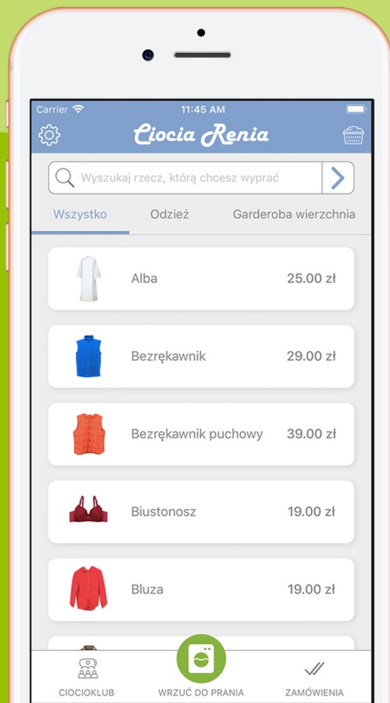 Carrier 11:45 AM
Ciocia Renia
Wyszukaj rzecz, którą chcesz wyprać
Wszystko Odzież Garderoba wierzchnia
Alba 25.00 zł
Bezrękawnik 29.00 zł
Bezrękawnik puchowy 39.00 zł
Biustonosz 19.00 zł
Bluza 19.00 zł
CIOCIOKLUB WRZUĆ DO PRANIA ZAMÓWIENIA